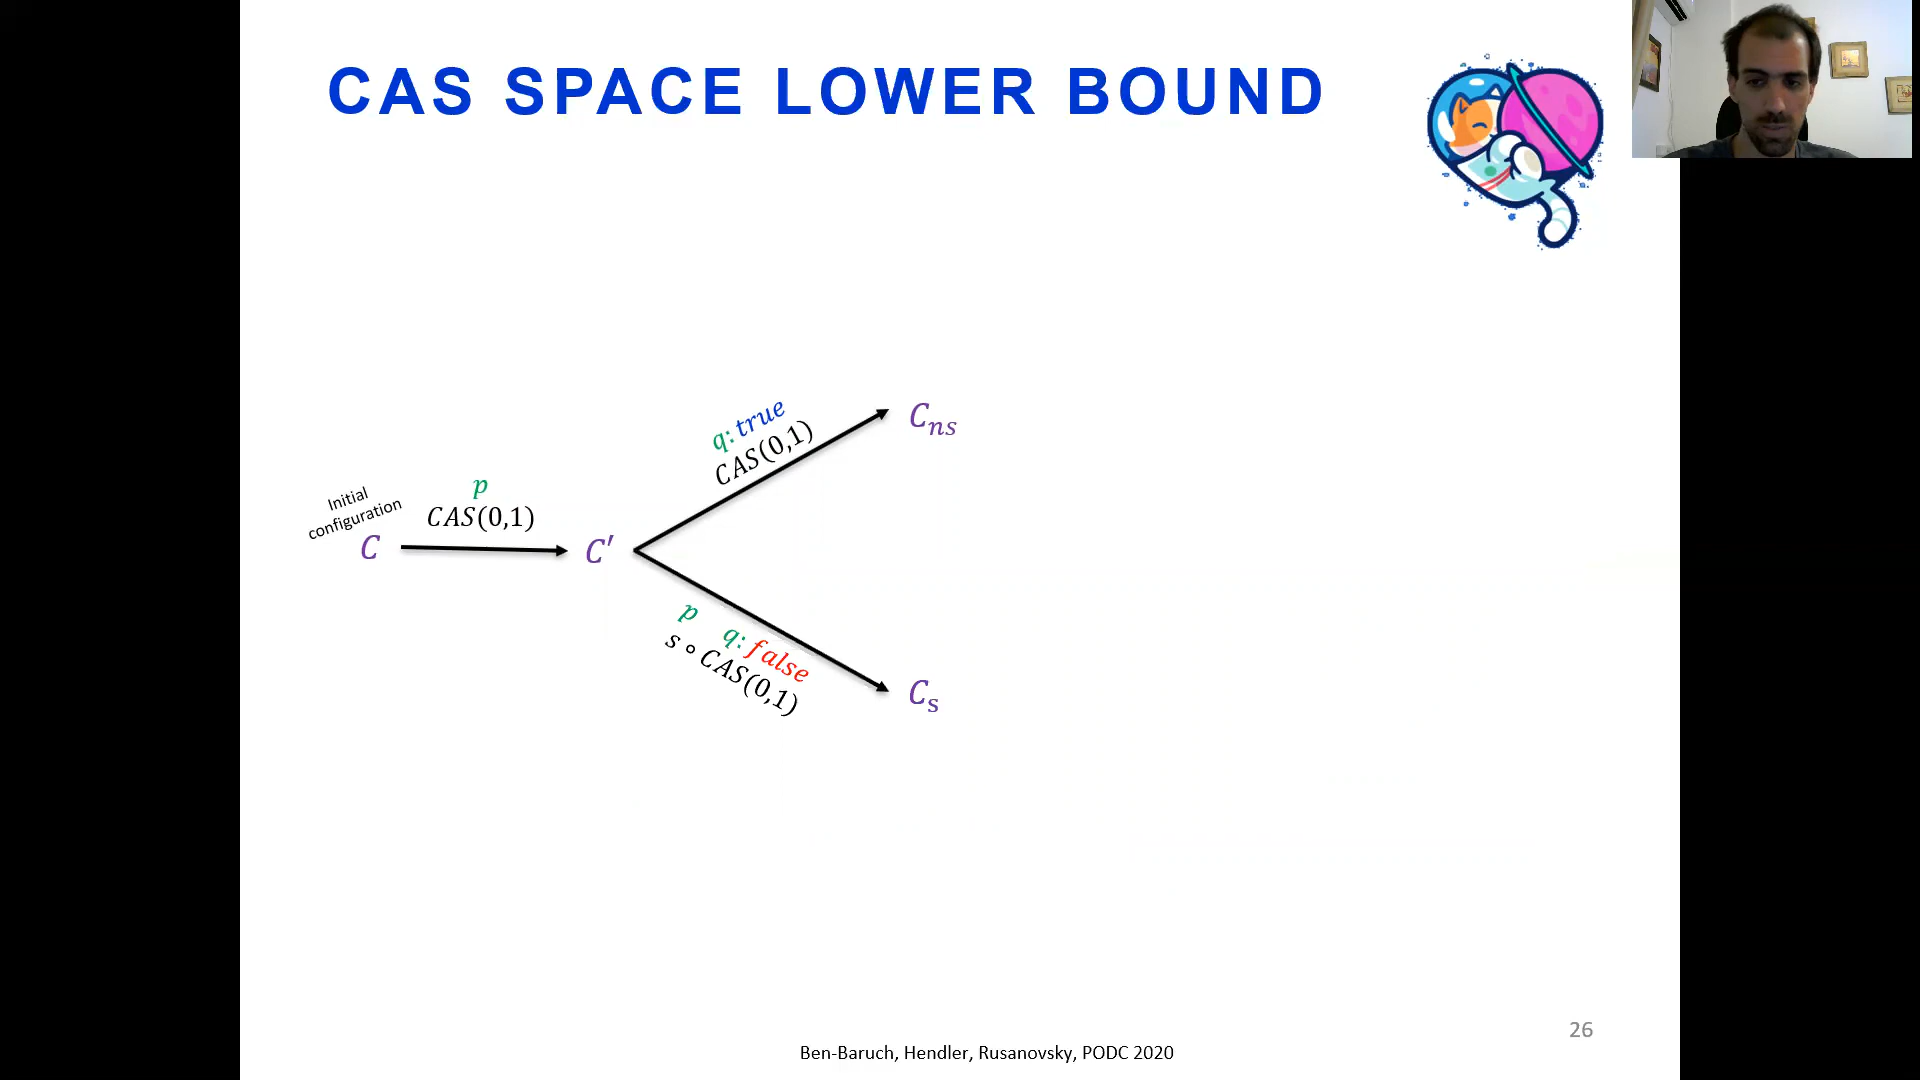 CAS SPACE LOWER BOUND
q: true
CAS(0,1)
C_ns
Initial
configuration
p
CAS(0,1)
C
C′
p q: false
s ∘ CAS(0,1)
C_s
26
Ben-Baruch, Hendler, Rusanovsky, PODC 2020